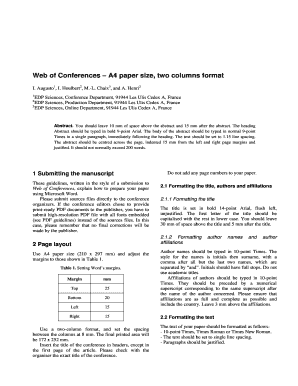 Web of Conferences – A4 paper size, two columns format
I. Augusto¹, J. Houlbert², M.-L. Chaix³, and A. Henri²
¹EDP Sciences, Conference Department, 91944 Les Ulis Cedex A, France
²EDP Sciences, Production Department, 91944 Les Ulis Cedex A, France
³EDP Sciences, Online Department, 91944 Les Ulis Cedex A, France
Abstract. You should leave 10 mm of space above the abstract and 15 mm after the abstract. The heading
Abstract should be typed in bold 9-point Arial. The body of the abstract should be typed in normal 9-point
Times in a single paragraph, immediately following the heading. The text should be set to 1.15 line spacing.
The abstract should be centred across the page, indented 15 mm from the left and right page margins and
justified. It should not normally exceed 200 words.
1 Submitting the manuscript
These guidelines, written in the style of a submission to
Web of Conferences, explain how to prepare your paper
using Microsoft Word.
Please submit sources files directly to the conference
organisers. If the conference editors chose to provide
print-ready PDF documents to the publisher, you have to
submit high-resolution PDF file with all fonts embedded
(see PDF guidelines) instead of the sources files. In this
case, please remember that no final corrections will be
made by the publisher.
2 Page layout
Use A4 paper size (210 x 297 mm) and adjust the
margins to those shown in Table 1.
Table 1. Setting Word's margins.
Margin mm
Top 25
Bottom 20
Left 15
Right 15
Use a two-column format, and set the spacing
between the columns at 8 mm. The final printed area will
be 172 x 252 mm.
Insert the title of the conference in headers, except in
the first page of the article. Please check with the
organiser the exact title of the conference.
Do not add any page numbers to your paper.
2.1 Formatting the title, authors and affiliations
2.1.1 Formatting the title
The title is set in bold 14-point Arial, flush left,
unjustified. The first letter of the title should be
capitalised with the rest in lower case. You should leave
30 mm of space above the title and 5 mm after the title.
2.1.2 Formatting author names and author
affiliations
Author names should be typed in 10-point Times. The
style for the names is initials then surname, with a
comma after all but the last two names, which are
separated by "and". Initials should have full stops. Do not
use academic titles.
Affiliations of authors should be typed in 10-point
Times. They should be preceded by a numerical
superscript corresponding to the same superscript after
the name of the author concerned. Please ensure that
affiliations are as full and complete as possible and
include the country. Leave 3 mm above the affiliations.
2.2 Formatting the text
The text of your paper should be formatted as follows:
- 10-point Times, Times Roman or Times New Roman.
- The text should be set to single line spacing.
- Paragraphs should be justified.